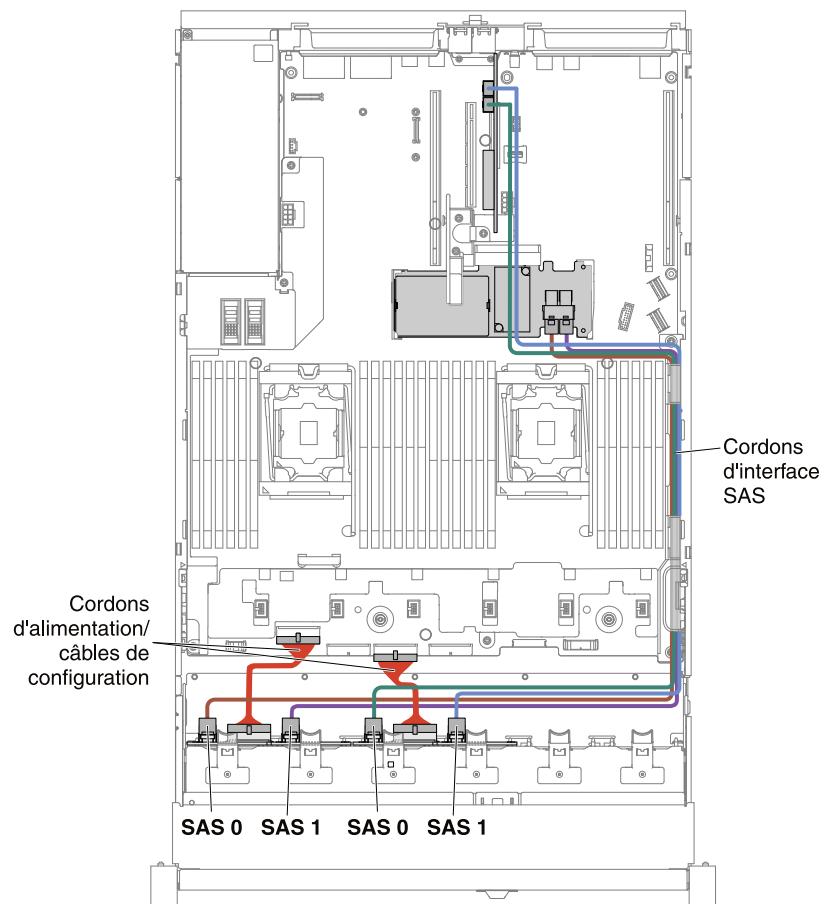 Cordons
d'interface
SAS
Cordons
d'alimentation/
câbles de
configuration
SAS 0 SAS 1 SAS 0 SAS 1